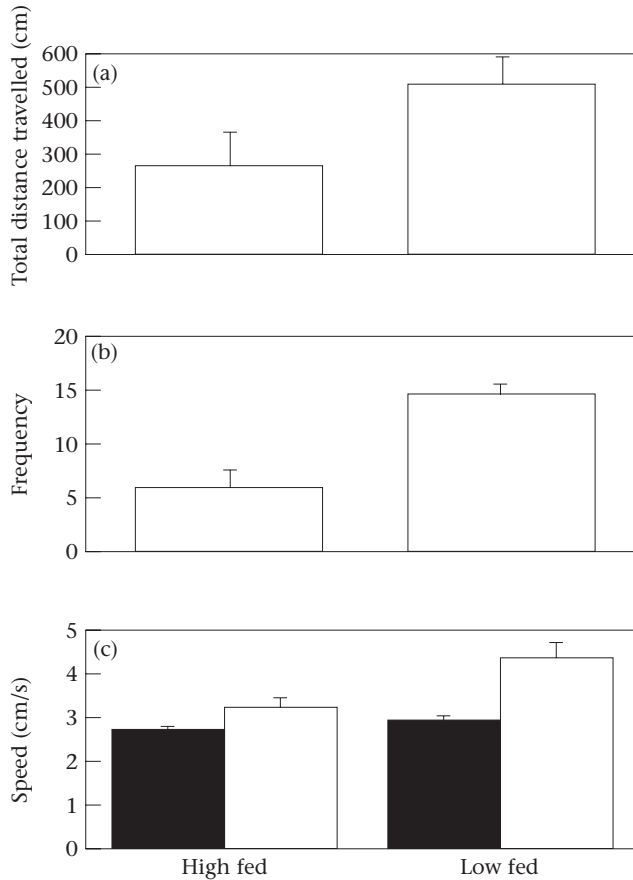 Total distance travelled (cm)
600
500
400
300
200
100
0
(a)
Frequency
20
15
10
5
0
(b)
Speed (cm/s)
5
4
3
2
1
0
(c)
High fed
Low fed